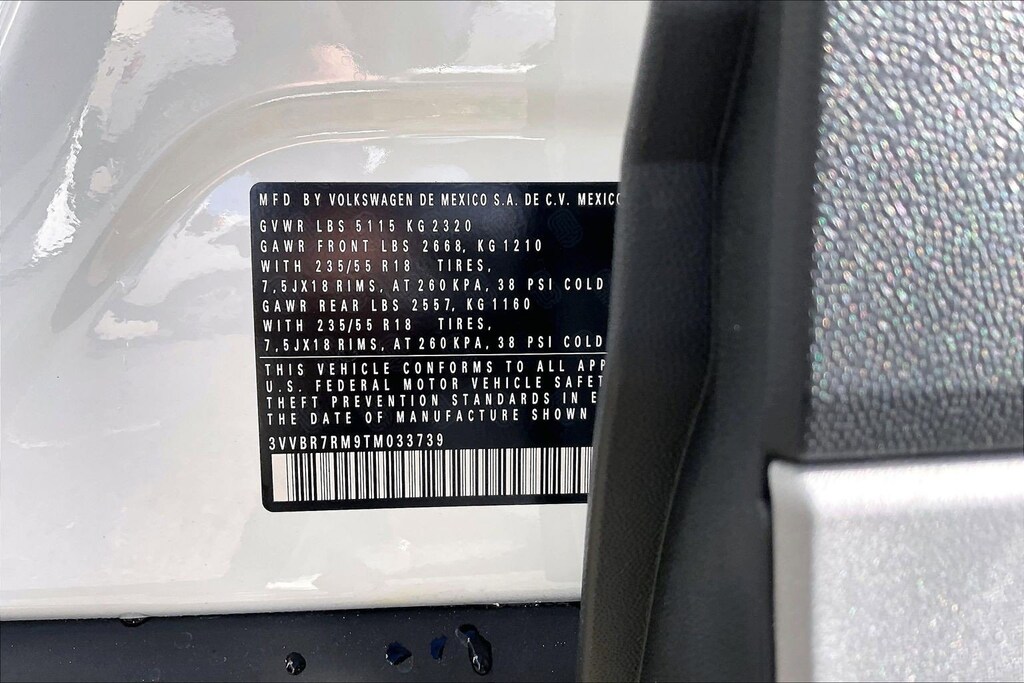 MFD BY VOLKSWAGEN DE MEXICO S.A. DE C.V. MEXICO
GVWR LBS 5115 KG 2320
GAWR FRONT LBS 2668, KG 1210
WITH 235/55 R18 TIRES,
7,5JX18 RIMS, AT 260 KPA, 38 PSI COLD
GAWR REAR LBS 2557, KG 1160
WITH 235/55 R18 TIRES,
7,5JX18 RIMS, AT 260 KPA, 38 PSI COLD
THIS VEHICLE CONFORMS TO ALL
U.S. FEDERAL MOTOR VEHICLE
THEFT PREVENTION STANDARDS IN
THE DATE OF MANUFACTURE SHOWN
3VVBR7RM9TM033739